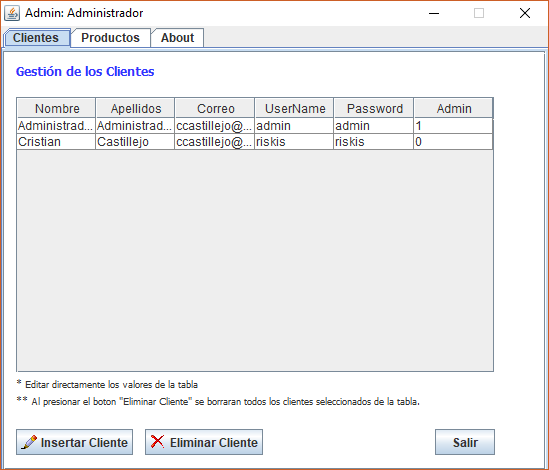 Admin: Administrador
Clientes Productos About
Gestión de los Clientes
Nombre Apellidos Correo UserName Password Admin
Administrad... Administrad... ccastillejo@... admin admin 1
Cristian Castillejo ccastillejo@... riskis riskis 0
* Editar directamente los valores de la tabla
** Al presionar el boton "Eliminar Cliente" se borraran todos los clientes seleccionados de la tabla.
Insertar Cliente Eliminar Cliente Salir